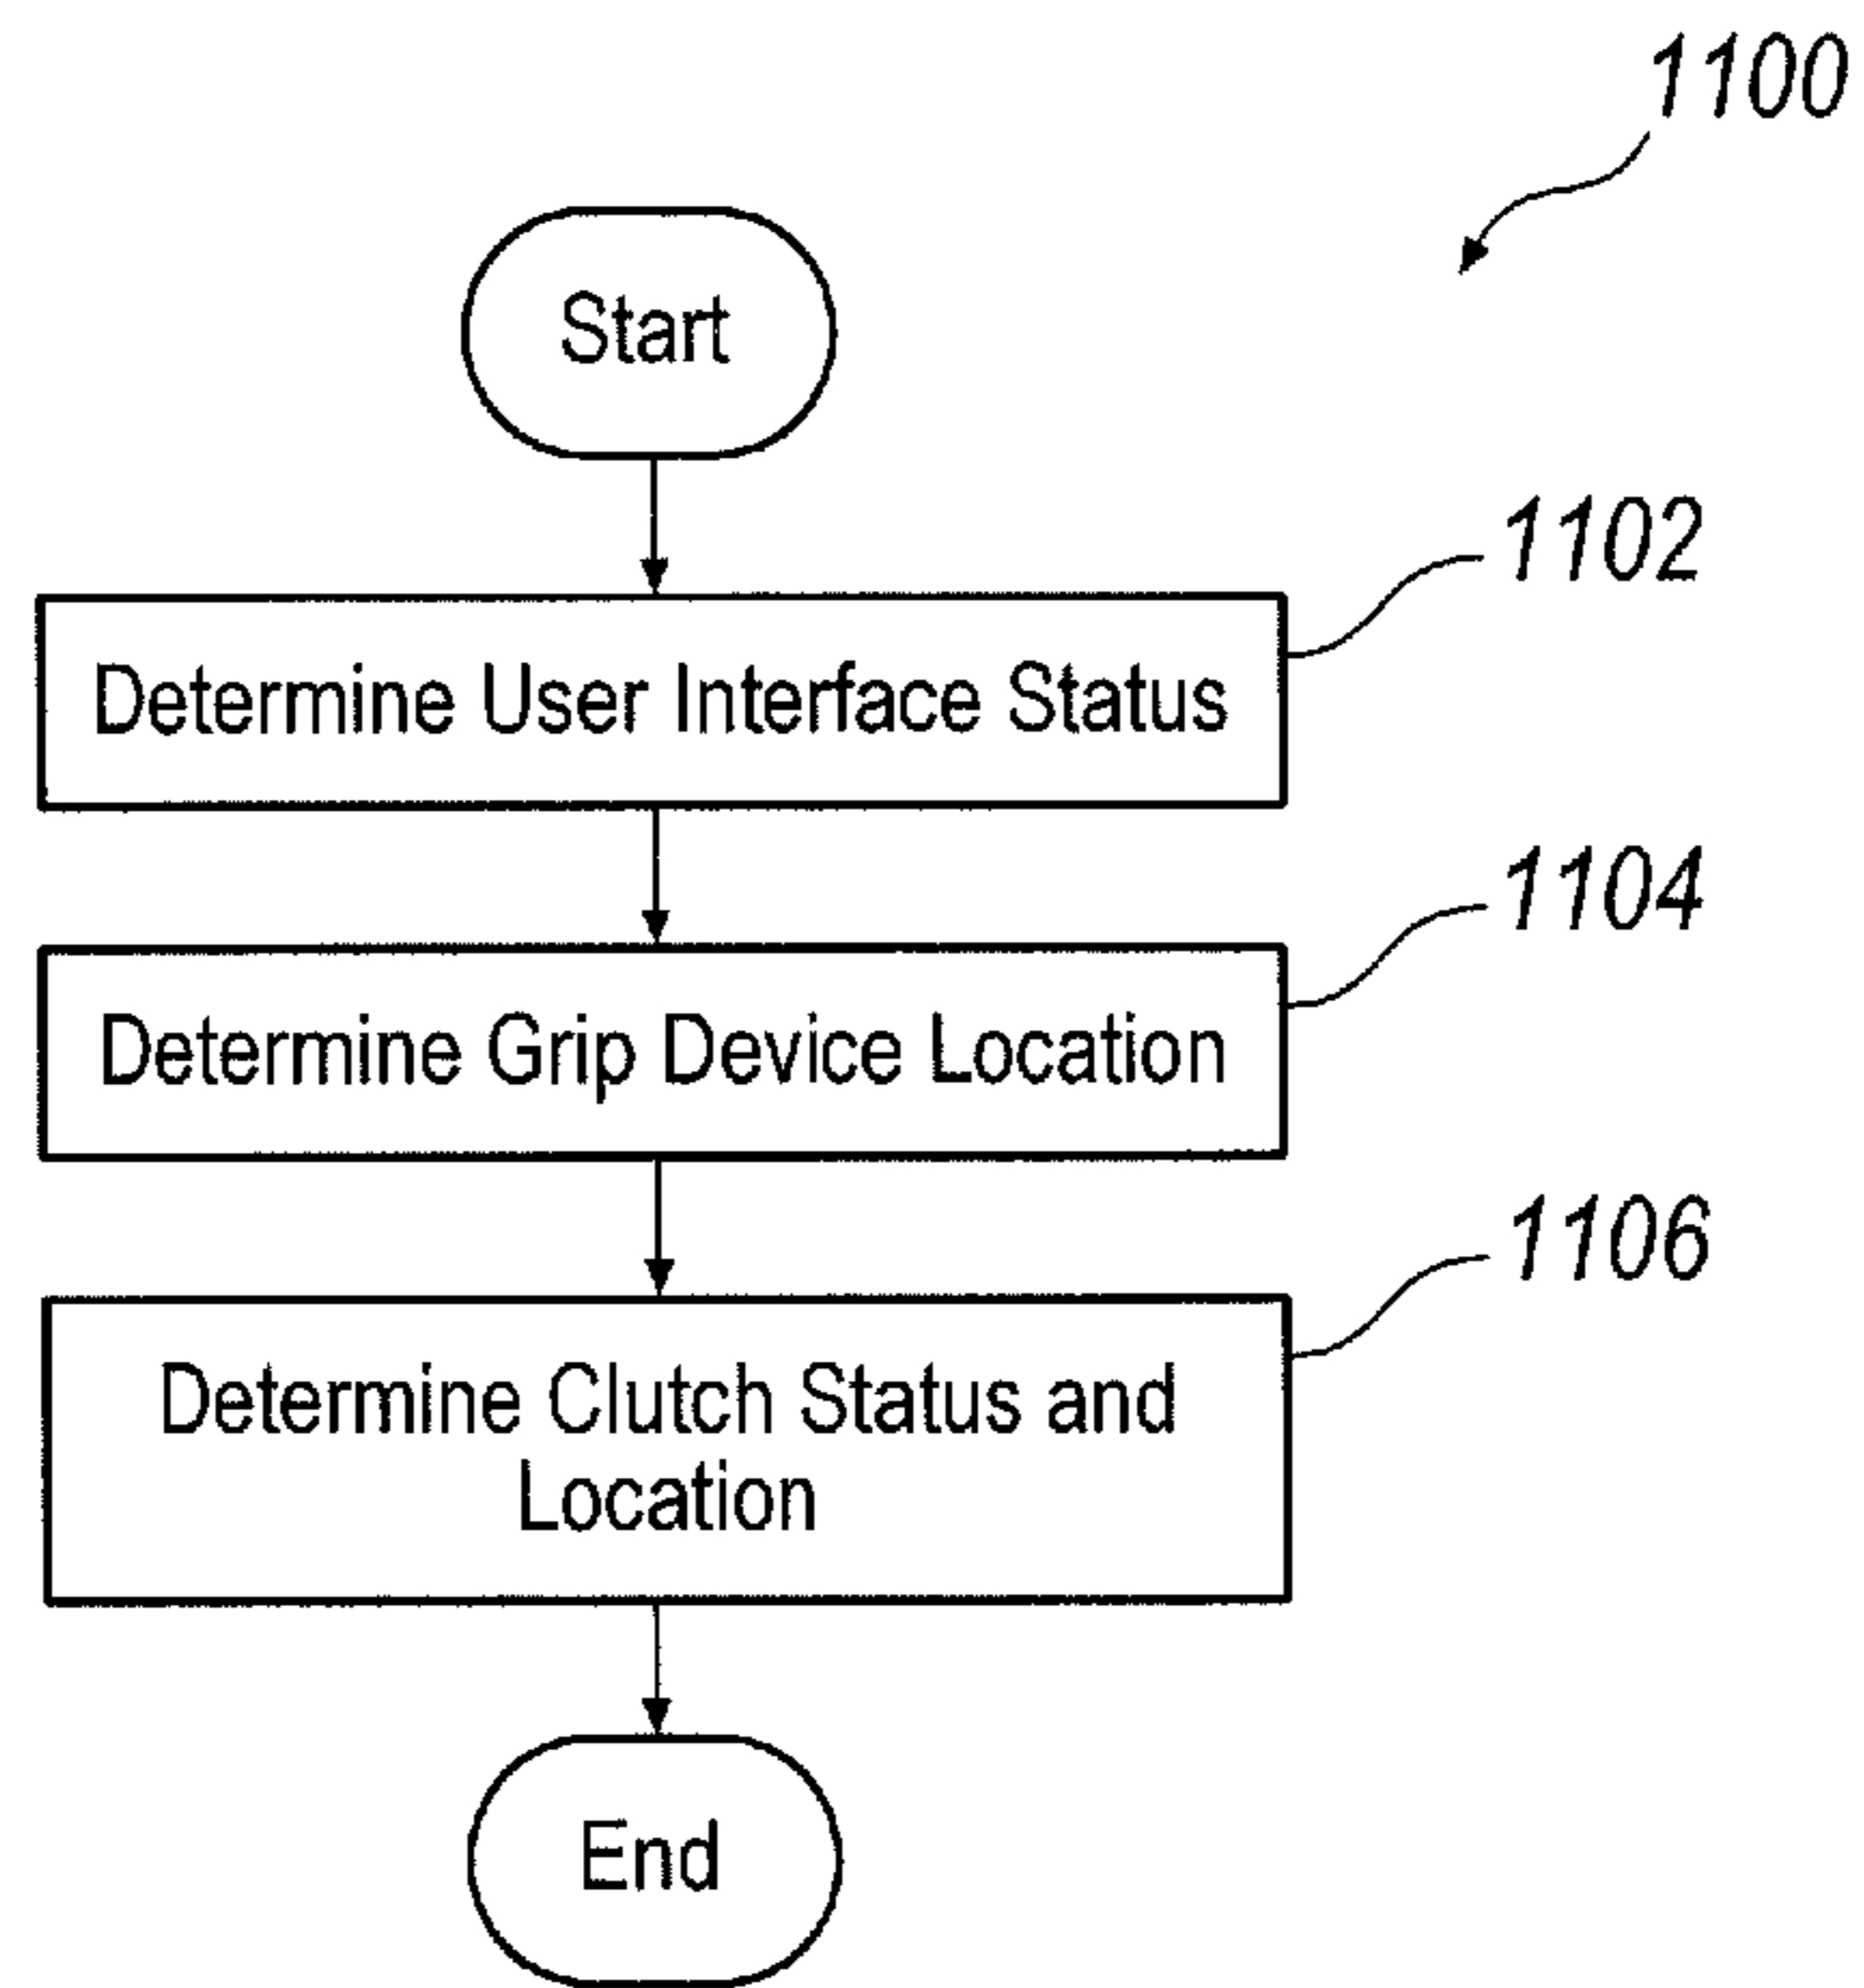 1100
Start
1102
Determine User Interface Status
1104
Determine Grip Device Location
1106
Determine Clutch Status and
Location
End